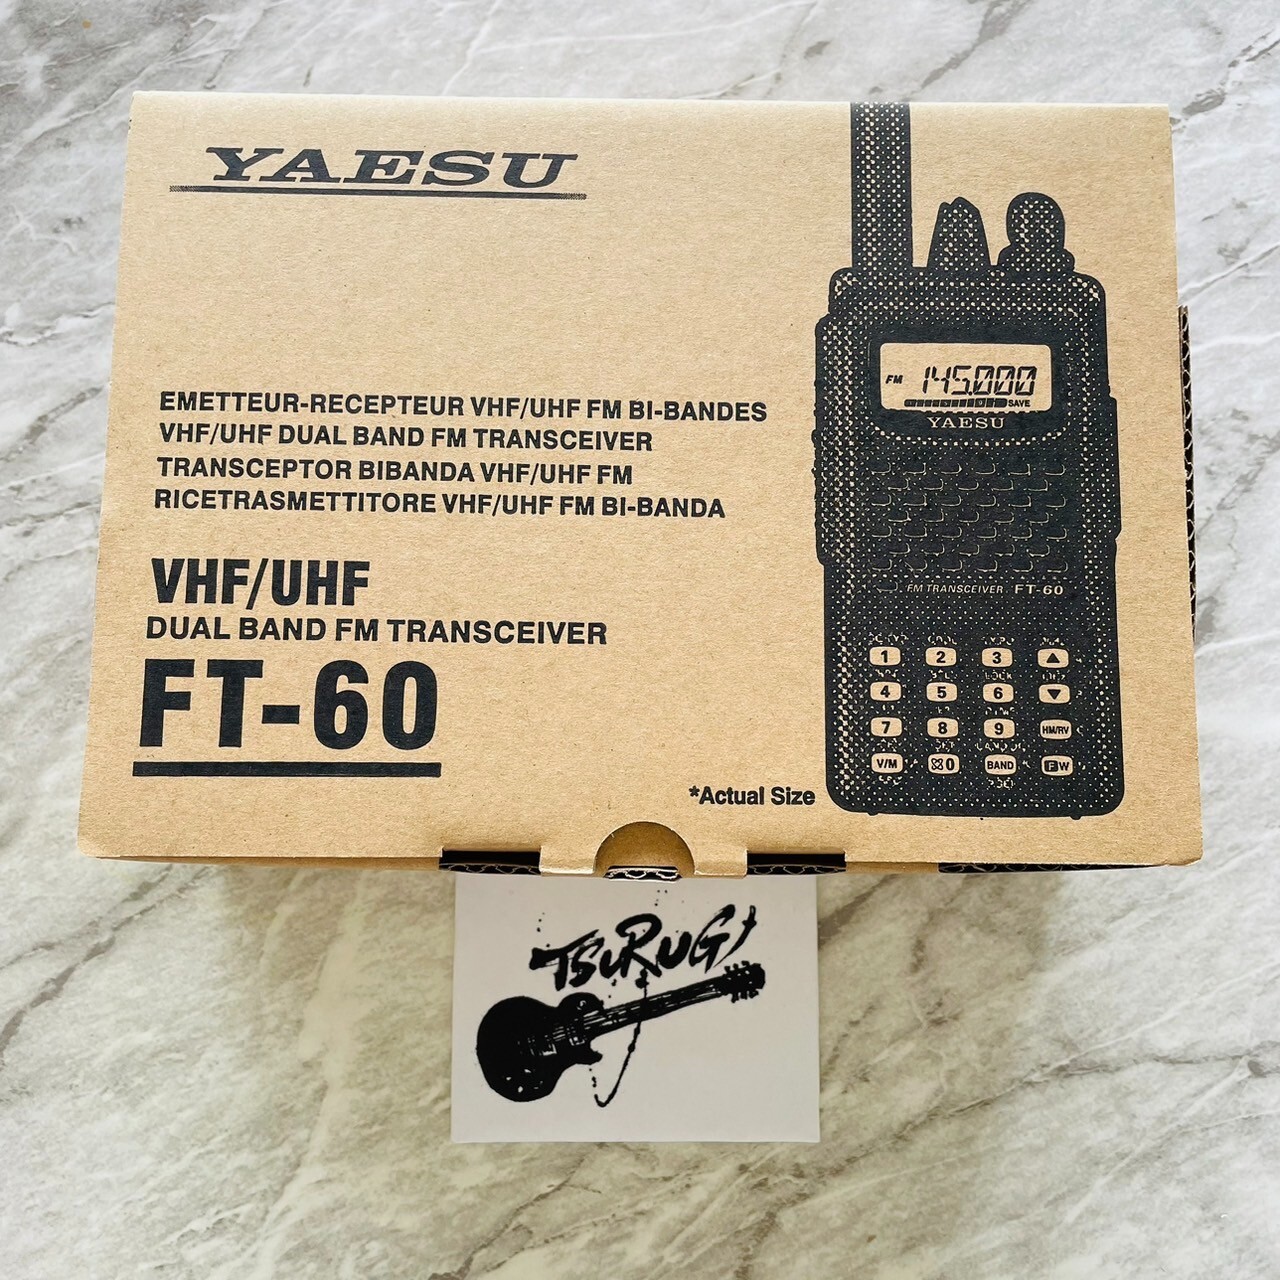 YAESU
EMETTEUR-RECEPTEUR VHF/UHF FM BI-BANDES
VHF/UHF DUAL BAND FM TRANSCEIVER
TRANSCEPTOR BIBANDA VHF/UHF FM
RICETRASMETTITORE VHF/UHF FM BI-BANDA
VHF/UHF
DUAL BAND FM TRANSCEIVER
FT-60
*Actual Size
FM 145.000
SAVE
YAESU
FM TRANSCEIVER FT-60
1 2 3
4 5 6
7 8 9 HM/RV
V/M 0 BAND F W
TSURUGI